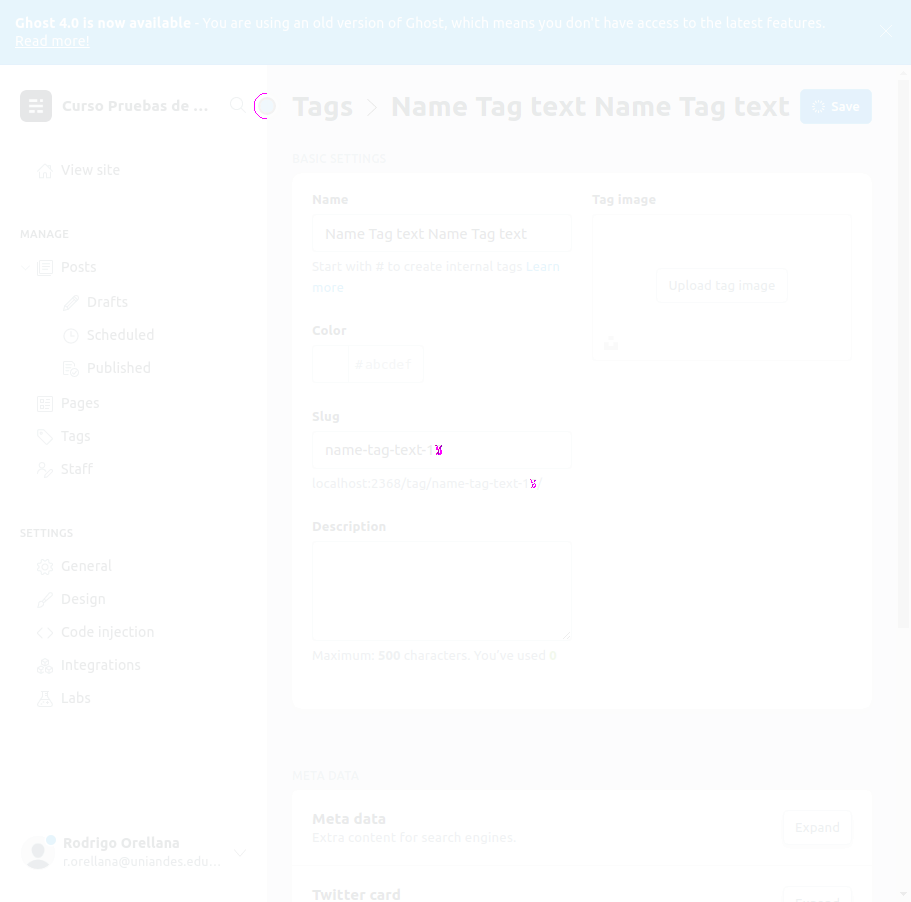 Ghost 4.0 is now available - You are using an old version of Ghost, which means you don't have access to the latest features.
Read more!
Curso Pruebas de ...
Tags > Name Tag text Name Tag text
Save
View site
MANAGE
Posts
Drafts
Scheduled
Published
Pages
Tags
Staff
SETTINGS
General
Design
Code injection
Integrations
Labs
Rodrigo Orellana
r.orellana@uniandes.edu...
BASIC SETTINGS
Name
Name Tag text Name Tag text
Start with # to create internal tags Learn
more
Color
# abcdef
Slug
name-tag-text-1
localhost:2368/tag/name-tag-text-1
Description
Maximum: 500 characters. You've used 0
Tag image
Upload tag image
META DATA
Meta data
Extra content for search engines.
Expand
Twitter card
Expand